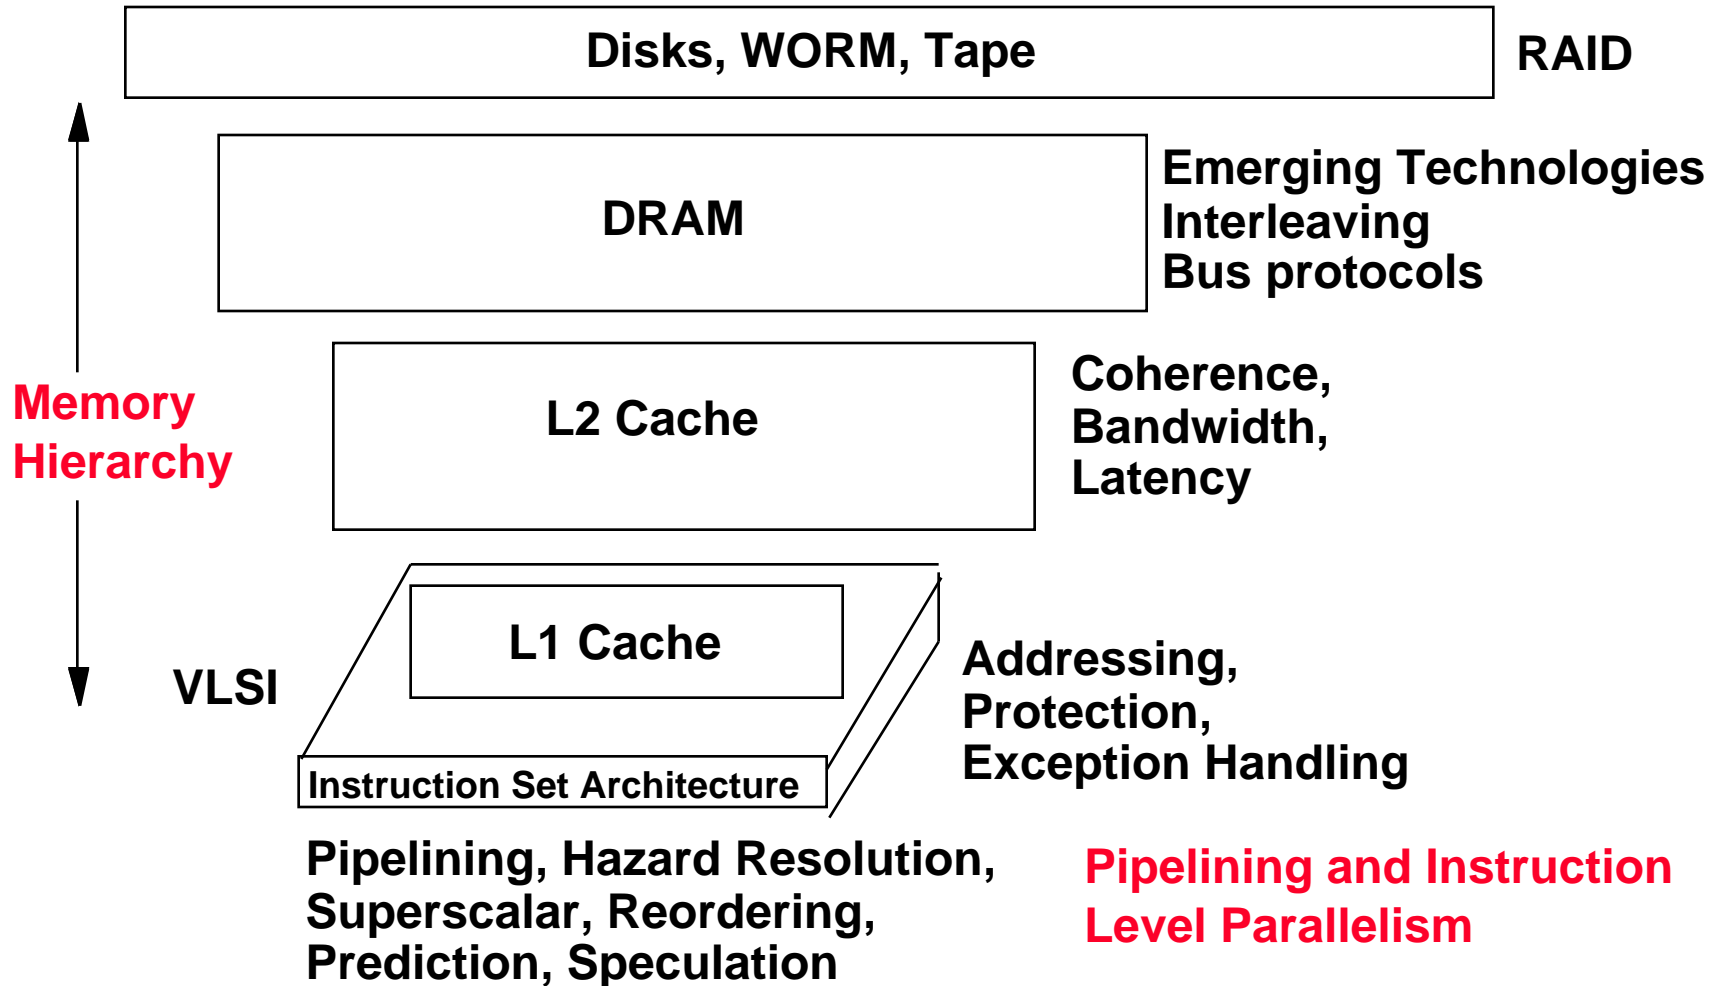 Disks, WORM, Tape
RAID
DRAM
Emerging Technologies
Interleaving
Bus protocols
Memory
Hierarchy
L2 Cache
Coherence,
Bandwidth,
Latency
VLSI
L1 Cache
Addressing,
Protection,
Exception Handling
Instruction Set Architecture
Pipelining, Hazard Resolution,
Superscalar, Reordering,
Prediction, Speculation
Pipelining and Instruction
Level Parallelism